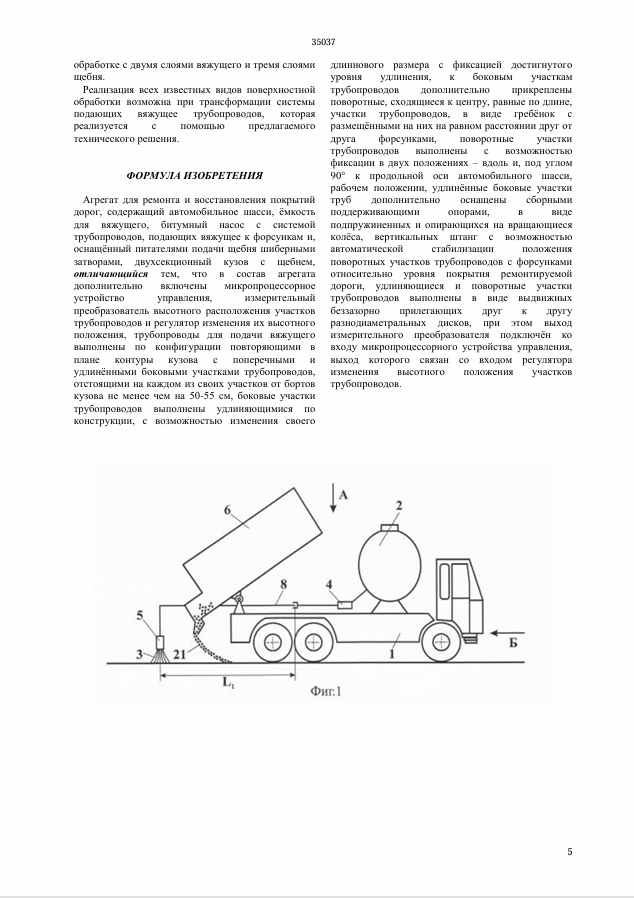 35037
обработке с двумя слоями вяжущего и тремя слоями
щебня.
Реализация всех известных видов поверхностной
обработки возможна при трансформации системы
подающих вяжущее трубопроводов, которая
реализуется с помощью предлагаемого
технического решения.
ФОРМУЛА ИЗОБРЕТЕНИЯ
Агрегат для ремонта и восстановления покрытий
дорог, содержащий автомобильное шасси, ёмкость
для вяжущего, битумный насос с системой
трубопроводов, подающих вяжущее к форсункам и,
оснащённый питателями подачи щебня шиберными
затворами, двухсекционный кузов с щебнем,
отличающийся тем, что в состав агрегата
дополнительно включены микропроцессорное
устройство управления, измерительный
преобразователь высотного расположения участков
трубопроводов и регулятор изменения их высотного
положения, трубопроводы для подачи вяжущего
выполнены по конфигурации повторяющими в
плане контуры кузова с поперечными и
удлинёнными боковыми участками трубопроводов,
отстоящими на каждом из своих участков от бортов
кузова не менее чем на 50-55 см, боковые участки
трубопроводов выполнены удлиняющимися по
конструкции, с возможностью изменения своего
длиннового размера с фиксацией достигнутого
уровня удлинения, к боковым участкам
трубопроводов дополнительно прикреплены
поворотные, сходящиеся к центру, равные по длине,
участки трубопроводов, в виде гребёнок с
размещёнными на них на равном расстоянии друг от
друга форсунками, поворотные участки
трубопроводов выполнены с возможностью
фиксации в двух положениях – вдоль и, под углом
90° к продольной оси автомобильного шасси,
рабочем положении, удлинённые боковые участки
труб дополнительно оснащены сборными
поддерживающими опорами, в виде
подпружиненных и опирающихся на вращающиеся
колёса, вертикальных штанг с возможностью
автоматической стабилизации положения
поворотных участков трубопроводов с форсунками
относительно уровня покрытия ремонтируемой
дороги, удлиняющиеся и поворотные участки
трубопроводов выполнены в виде выдвижных
беззазорно прилегающих друг к другу
разнодиаметральных дисков, при этом выход
измерительного преобразователя подключён ко
входу микропроцессорного устройства управления,
выход которого связан со входом регулятора
изменения высотного положения участков
трубопроводов.
6
А
2
8
4
5
3
21
1
Б
L₁
Фиг.1
5